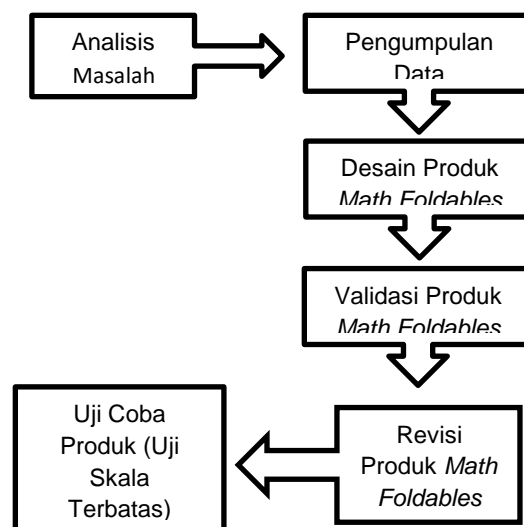 Analisis
Masalah
Pengumpulan
Data
Desain Produk
Math Foldables
Validasi Produk
Math Foldables
Revisi
Produk Math
Foldables
Uji Coba
Produk (Uji
Skala
Terbatas)